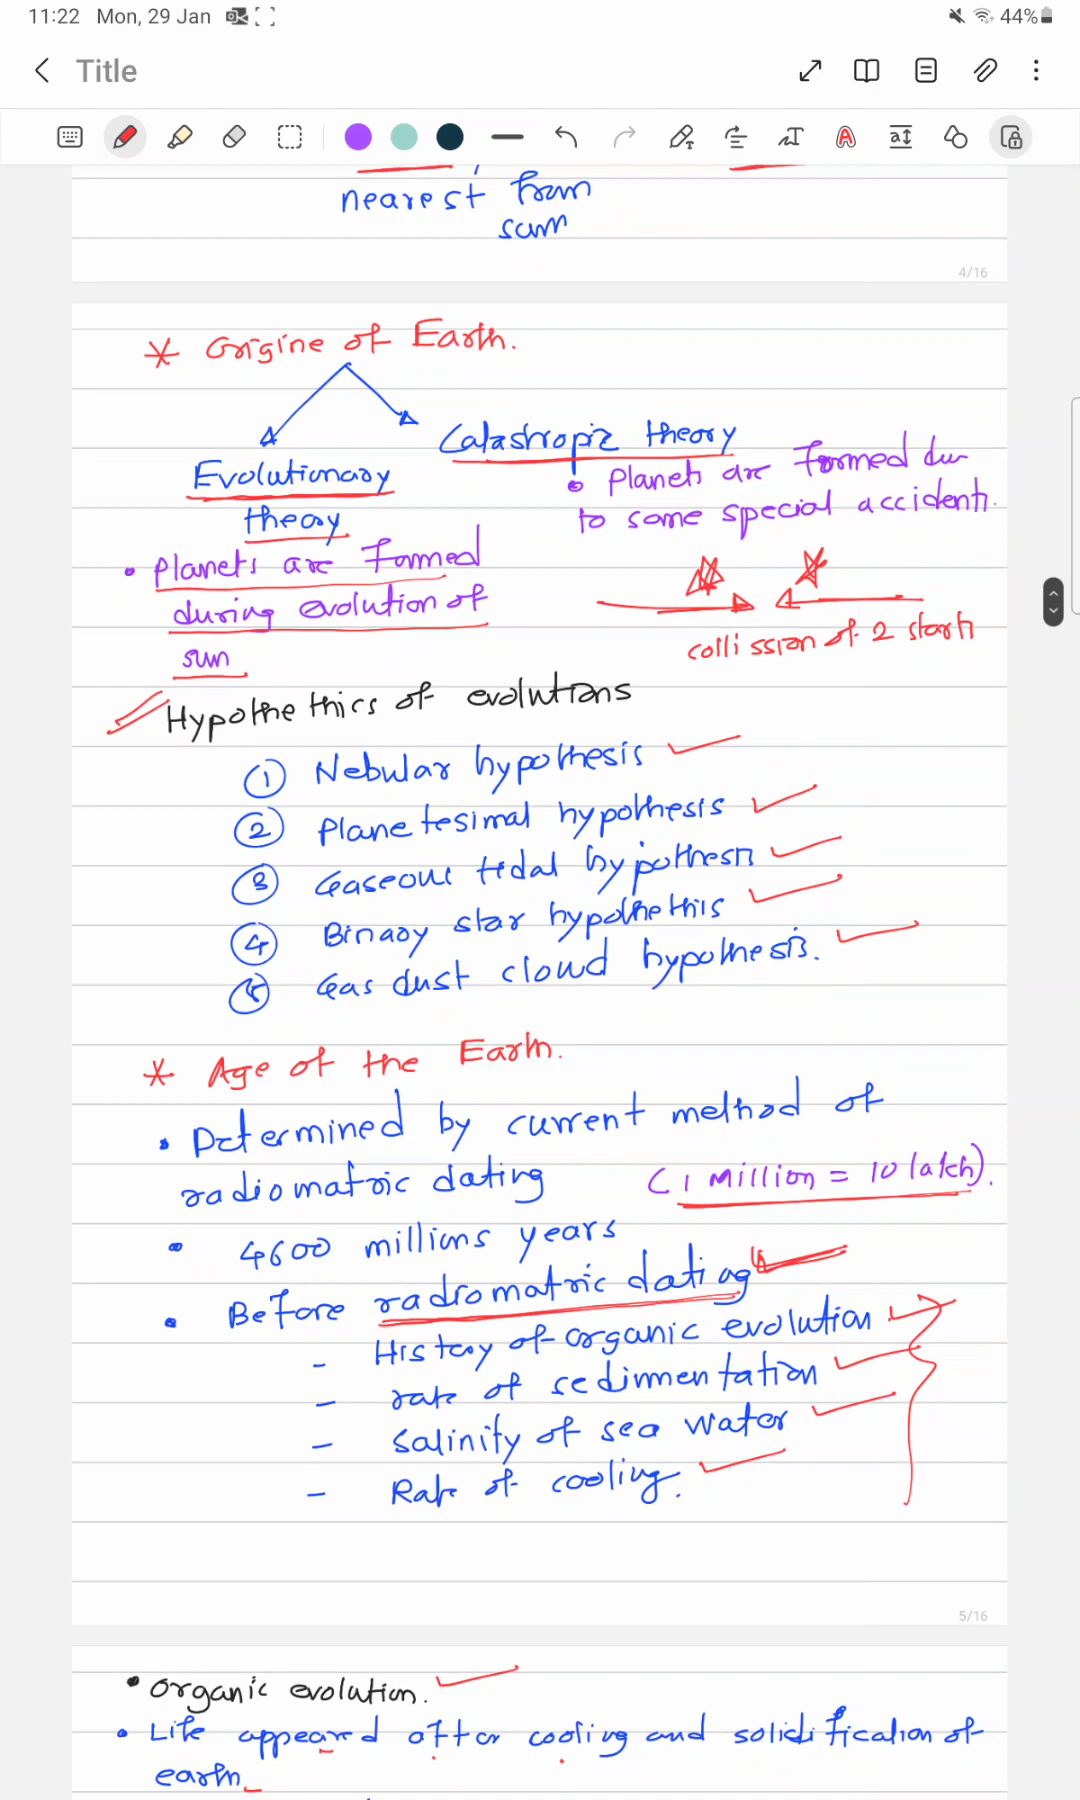 11:22 Mon, 29 Jan 44%
Title
nearest from
sun
4/16
* Origine of Earth.
Evolutionary
theory
Catastropic theory
• Planets are formed due
to some special accident.
• Planets are formed
during evolution of
sun
collission of 2 stars
Hypothethics of evolutions
① Nebular hypothesis
② Planetesimal hypothesis
③ Gaseous tidal hypothesis
④ Binary star hypothethis
⑤ Gas dust cloud hypothesis.
* Age of the Earth.
• Determined by current method of
radiomatric dating
(1 million = 10 lakh).
• 4600 millions years
• Before radiomatric dating
- History of organic evolution
- rate of sedimmentation
- Salinity of sea water
- Rate of cooling.
5/16
• Organic evolution.
• Life appeared after cooling and solidification of
earth